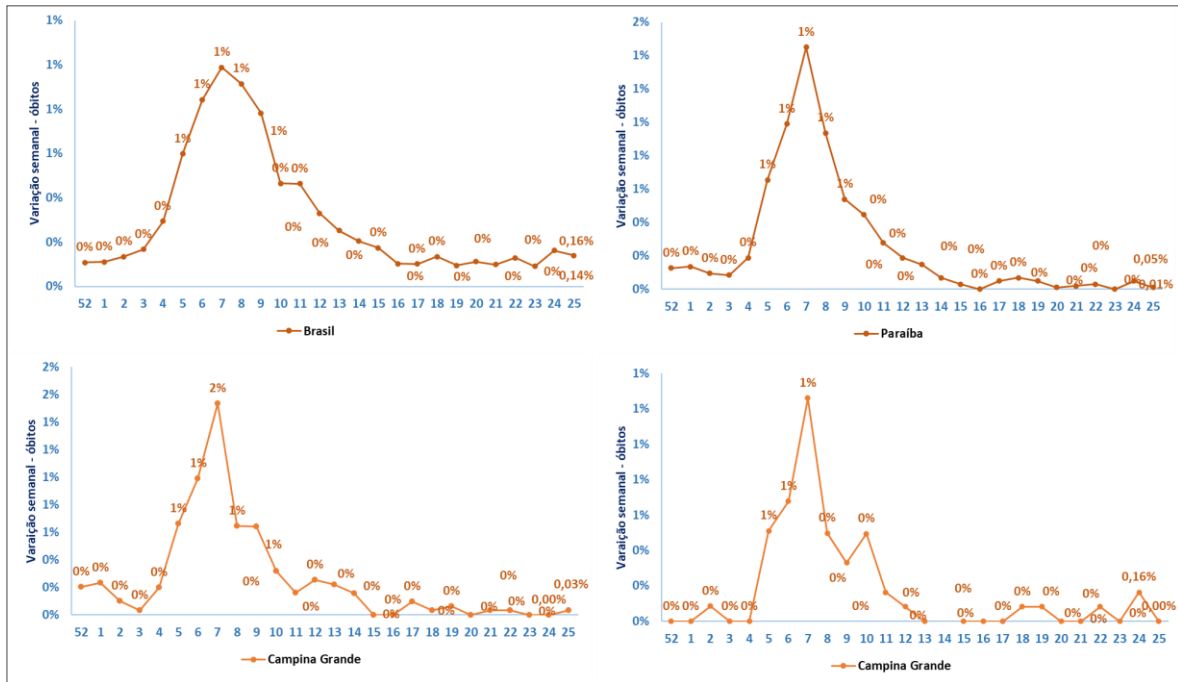 1%
1%
1%
1%
0%
0%
0%
Variação semanal - óbitos
0% 0% 0% 0% 0% 1% 1% 1% 1% 1% 0% 0% 0% 0% 0% 0% 0% 0% 0% 0% 0% 0% 0% 0% 0,16% 0,14%
52 1 2 3 4 5 6 7 8 9 10 11 12 13 14 15 16 17 18 19 20 21 22 23 24 25
Brasil
2%
1%
1%
1%
1%
0%
0%
0%
Variação semanal - óbitos
0% 0% 0% 0% 0% 1% 1% 1% 1% 1% 0% 0% 0% 0% 0% 0% 0% 0% 0% 0% 0% 0% 0% 0% 0,05% 0,01%
52 1 2 3 4 5 6 7 8 9 10 11 12 13 14 15 16 17 18 19 20 21 22 23 24 25
Paraíba
2%
2%
1%
1%
1%
1%
1%
0%
0%
0%
Varaição semanal - óbitos
0% 0% 0% 0% 0% 1% 1% 2% 1% 1% 0% 0% 0% 0% 0% 0% 0% 0% 0% 0% 0% 0% 0% 0,00% 0,03%
52 1 2 3 4 5 6 7 8 9 10 11 12 13 14 15 16 17 18 19 20 21 22 23 24 25
Campina Grande
1%
1%
1%
1%
1%
0%
0%
0%
Varaição semanal - óbitos
0% 0% 0% 0% 0% 1% 1% 1% 0% 0% 0% 0% 0% 0% 0% 0% 0% 0% 0% 0% 0% 0% 0% 0% 0,16% 0,00%
52 1 2 3 4 5 6 7 8 9 10 11 12 13 14 15 16 17 18 19 20 21 22 23 24 25
Campina Grande